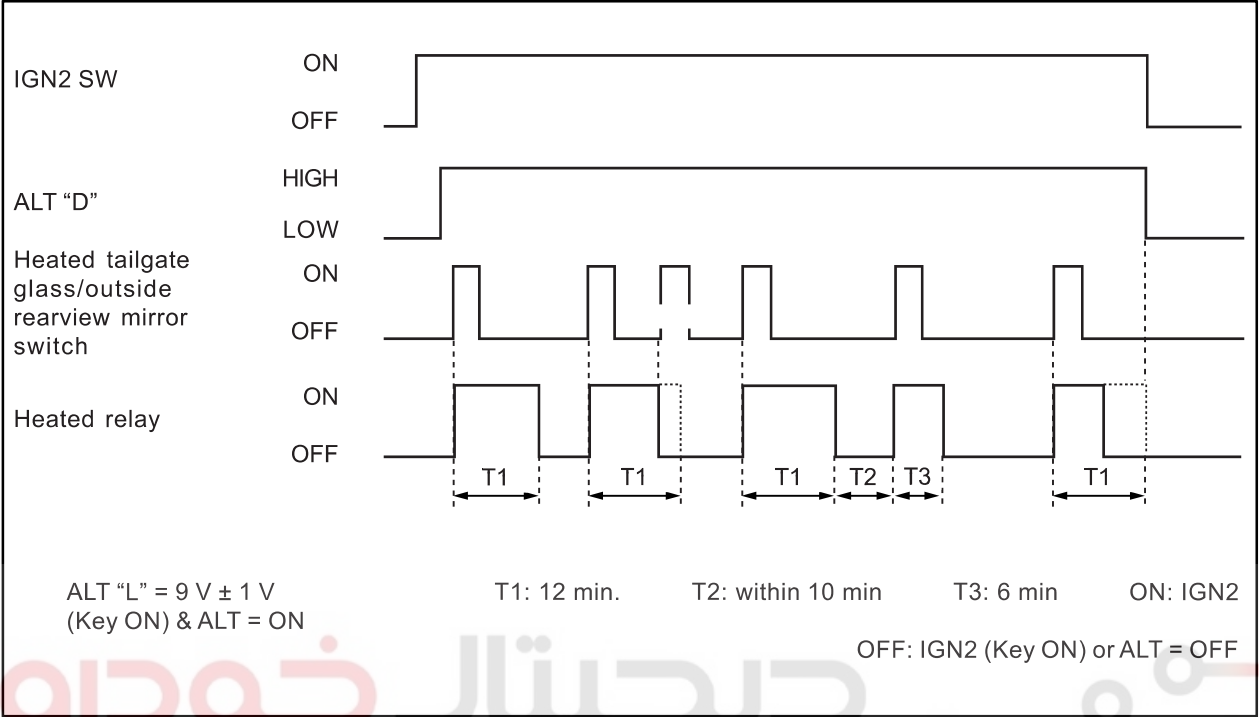 IGN2 SW
ON
OFF
ALT “D”
HIGH
LOW
Heated tailgate
glass/outside
rearview mirror
switch
ON
OFF
Heated relay
ON
OFF
T1
T1
T1
T2
T3
T1
ALT “L” = 9 V ± 1 V
(Key ON) & ALT = ON
T1: 12 min.
T2: within 10 min
T3: 6 min
ON: IGN2
OFF: IGN2 (Key ON) or ALT = OFF
دیجیتال خودرو